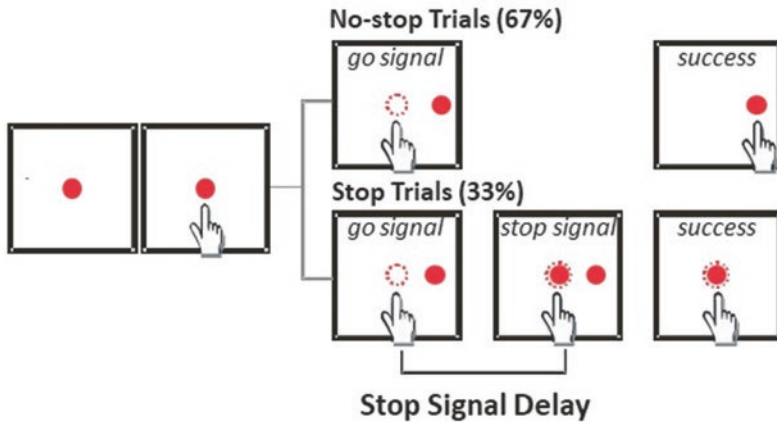 No-stop Trials (67%)
go signal
success
Stop Trials (33%)
go signal
stop signal
success
Stop Signal Delay